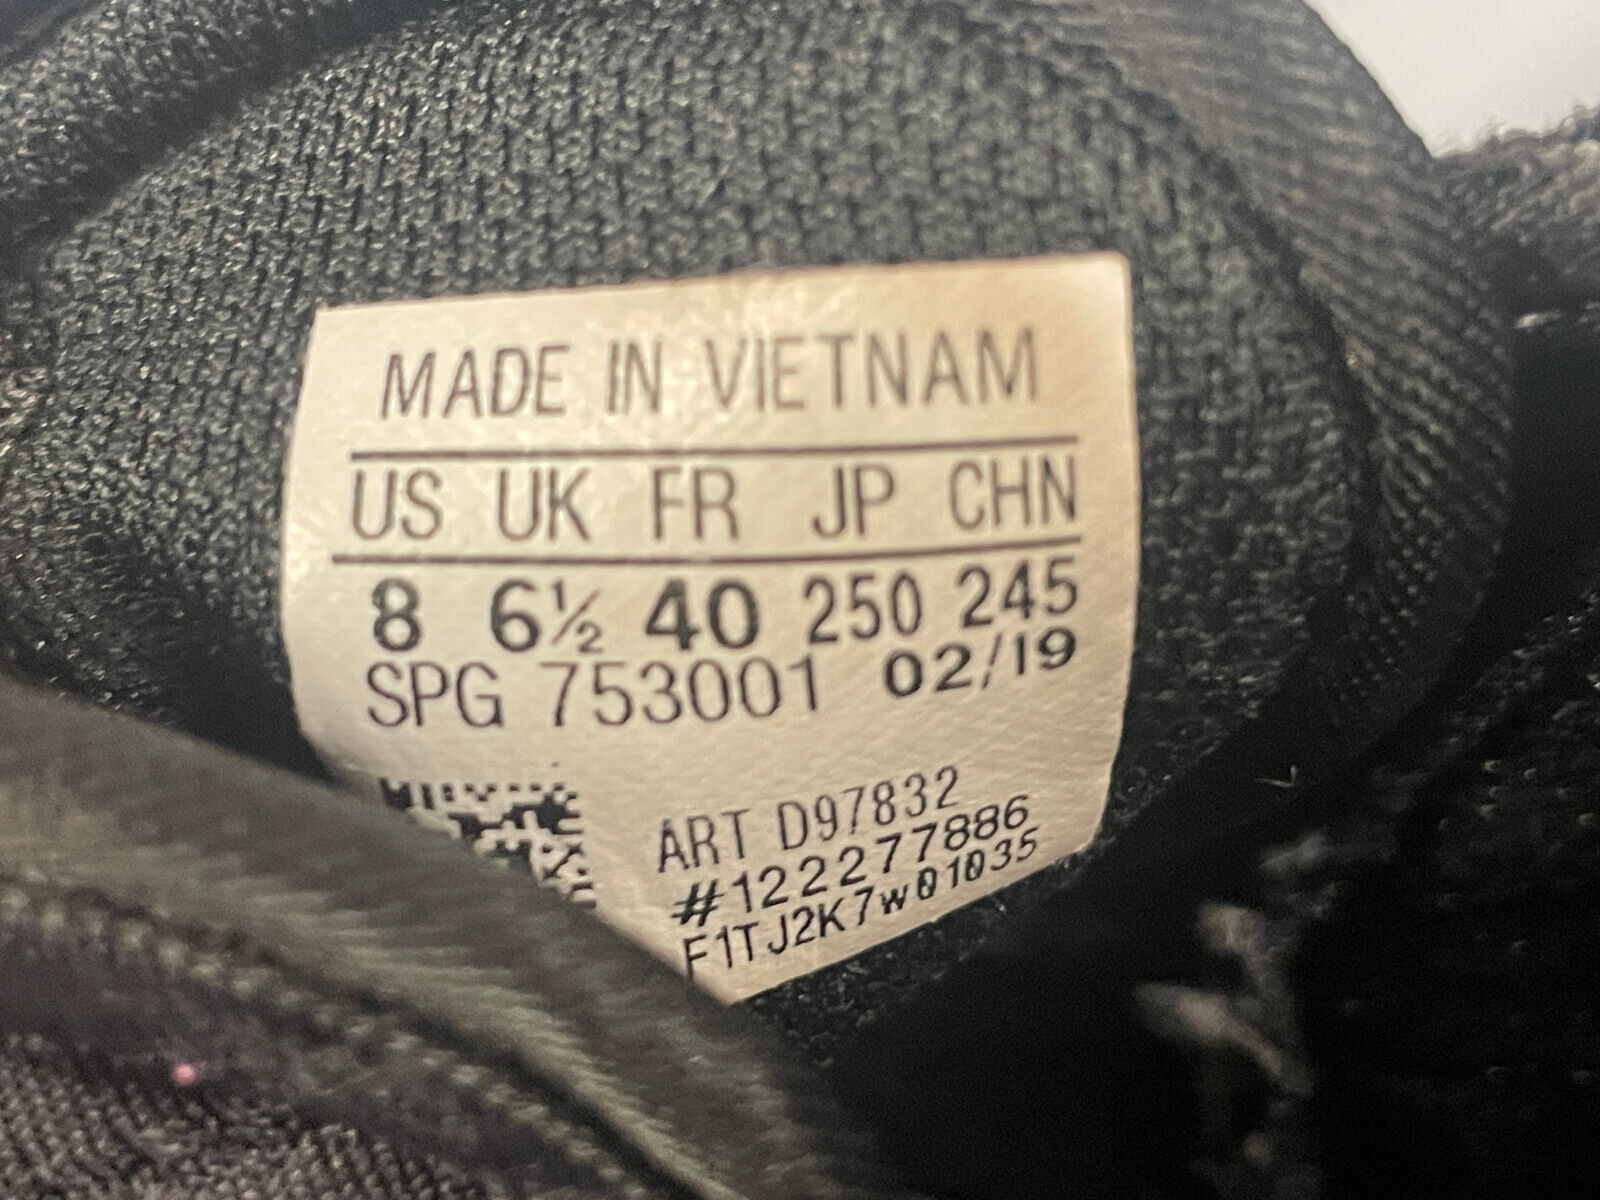 MADE IN VIETNAM
US UK FR JP CHN
8 6½ 40 250 245
SPG 753001 02/19
ART D97832
#122277886
F1TJ2K7W01035